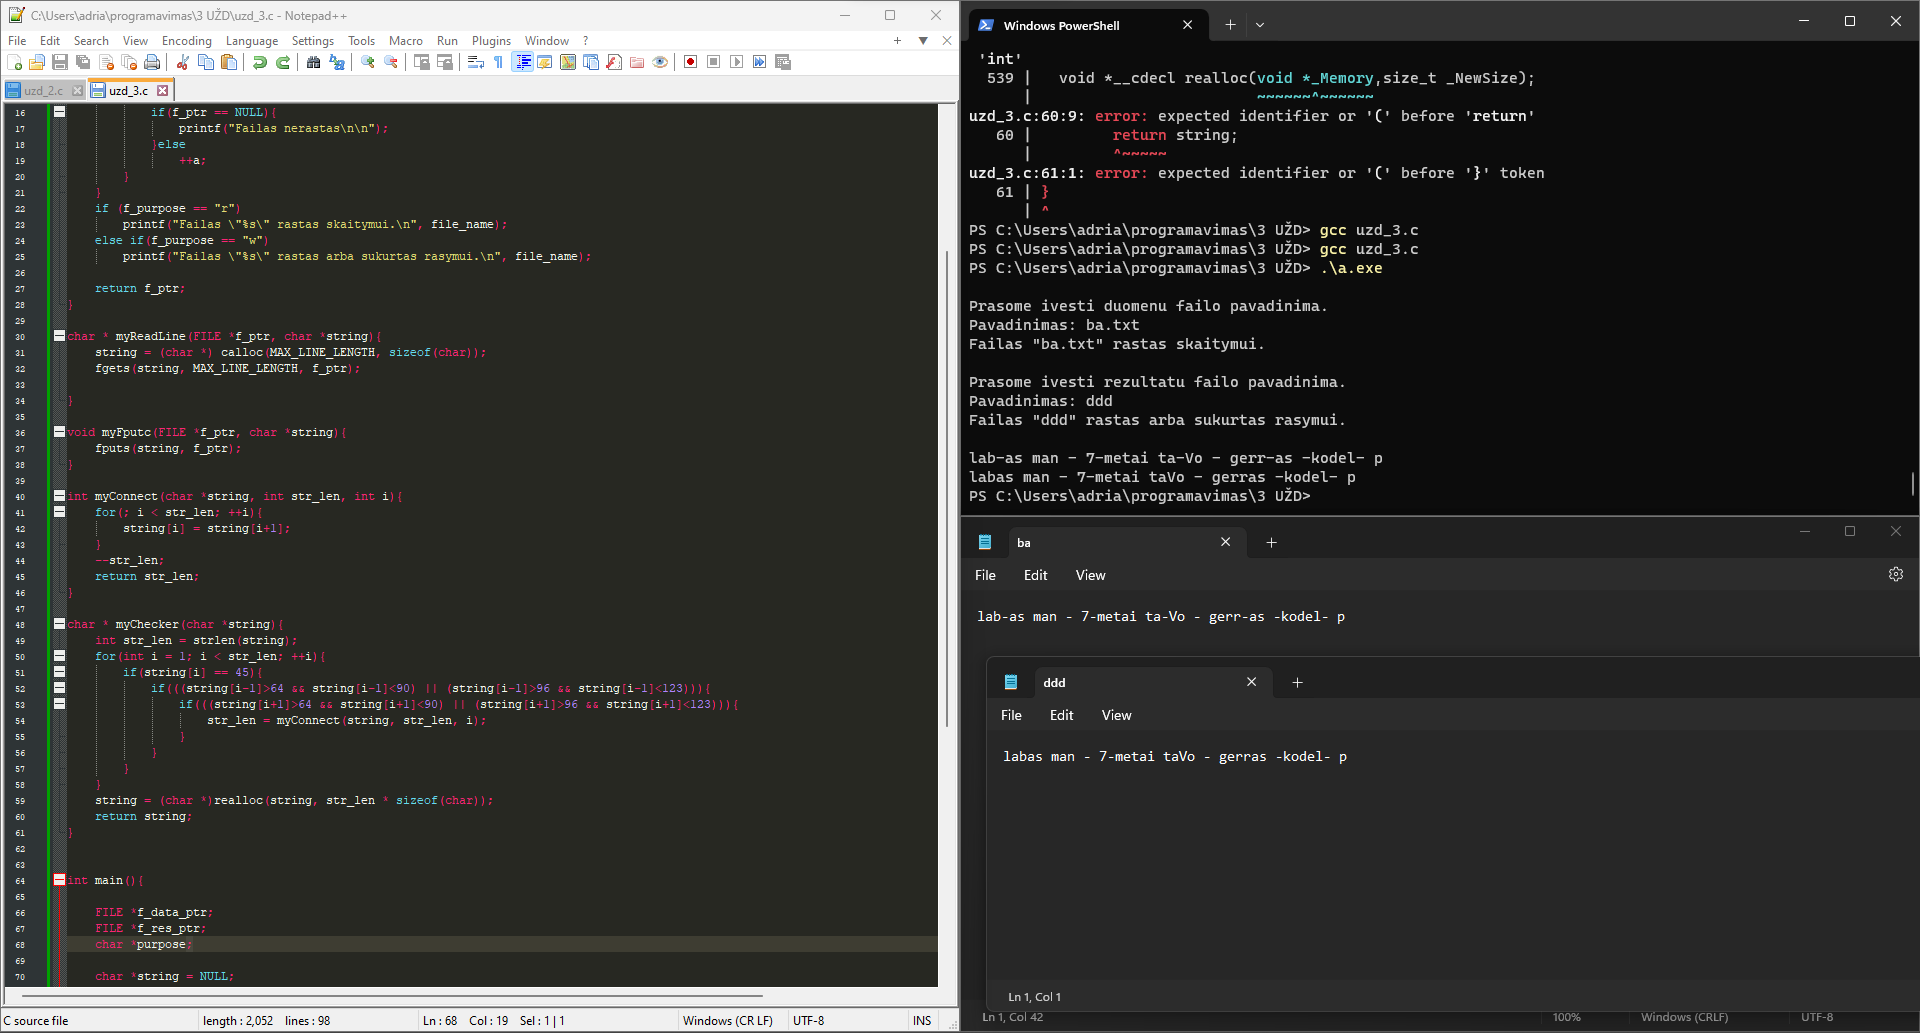 C:\Users\adria\programavimas\3 UŽD\uzd_3.c - Notepad++
File Edit Search View Encoding Language Settings Tools Macro Run Plugins Window ?
uzd_2.c uzd_3.c
16 if(f_ptr == NULL){
17 printf("Failas nerastas\n\n");
18 }else
19 ++a;
20 }
21 }
22 if (f_purpose == "r")
23 printf("Failas \"%s\" rastas skaitymui.\n", file_name);
24 else if(f_purpose == "w")
25 printf("Failas \"%s\" rastas arba sukurtas rasymui.\n", file_name);
26
27 return f_ptr;
28 }
29
30 char * myReadLine(FILE *f_ptr, char *string){
31 string = (char *) calloc(MAX_LINE_LENGTH, sizeof(char));
32 fgets(string, MAX_LINE_LENGTH, f_ptr);
33
34 }
35
36 void myFputc(FILE *f_ptr, char *string){
37 fputs(string, f_ptr);
38 }
39
40 int myConnect(char *string, int str_len, int i){
41 for(; i < str_len; ++i){
42 string[i] = string[i+1];
43 }
44 --str_len;
45 return str_len;
46 }
47
48 char * myChecker(char *string){
49 int str_len = strlen(string);
50 for(int i = 1; i < str_len; ++i){
51 if(string[i] == 45){
52 if(((string[i-1]>64 && string[i-1]<90) || (string[i-1]>96 && string[i-1]<123))){
53 if(((string[i+1]>64 && string[i+1]<90) || (string[i+1]>96 && string[i+1]<123))){
54 str_len = myConnect(string, str_len, i);
55 }
56 }
57 }
58 }
59 string = (char *)realloc(string, str_len * sizeof(char));
60 return string;
61 }
62
63
64 int main(){
65
66 FILE *f_data_ptr;
67 FILE *f_res_ptr;
68 char *purpose;
69
70 char *string = NULL;
C source file length : 2,052 lines : 98 Ln : 68 Col : 19 Sel : 1 | 1 Windows (CR LF) UTF-8 INS
Windows PowerShell
'int'
539 | void *__cdecl realloc(void *_Memory,size_t _NewSize);
| ~~~~~~^~~~~~~
uzd_3.c:60:9: error: expected identifier or '(' before 'return'
60 | return string;
| ^~~~~~
uzd_3.c:61:1: error: expected identifier or '(' before '}' token
61 | }
| ^
PS C:\Users\adria\programavimas\3 UŽD> gcc uzd_3.c
PS C:\Users\adria\programavimas\3 UŽD> gcc uzd_3.c
PS C:\Users\adria\programavimas\3 UŽD> .\a.exe
Prasome ivesti duomenu failo pavadinima.
Pavadinimas: ba.txt
Failas "ba.txt" rastas skaitymui.
Prasome ivesti rezultatu failo pavadinima.
Pavadinimas: ddd
Failas "ddd" rastas arba sukurtas rasymui.
lab-as man - 7-metai ta-Vo - gerr-as -kodel- p
labas man - 7-metai taVo - gerras -kodel- p
PS C:\Users\adria\programavimas\3 UŽD>
ba
File Edit View
lab-as man - 7-metai ta-Vo - gerr-as -kodel- p
ddd
File Edit View
labas man - 7-metai taVo - gerras -kodel- p
Ln 1, Col 1
Ln 1, Col 42 100% Windows (CRLF) UTF-8